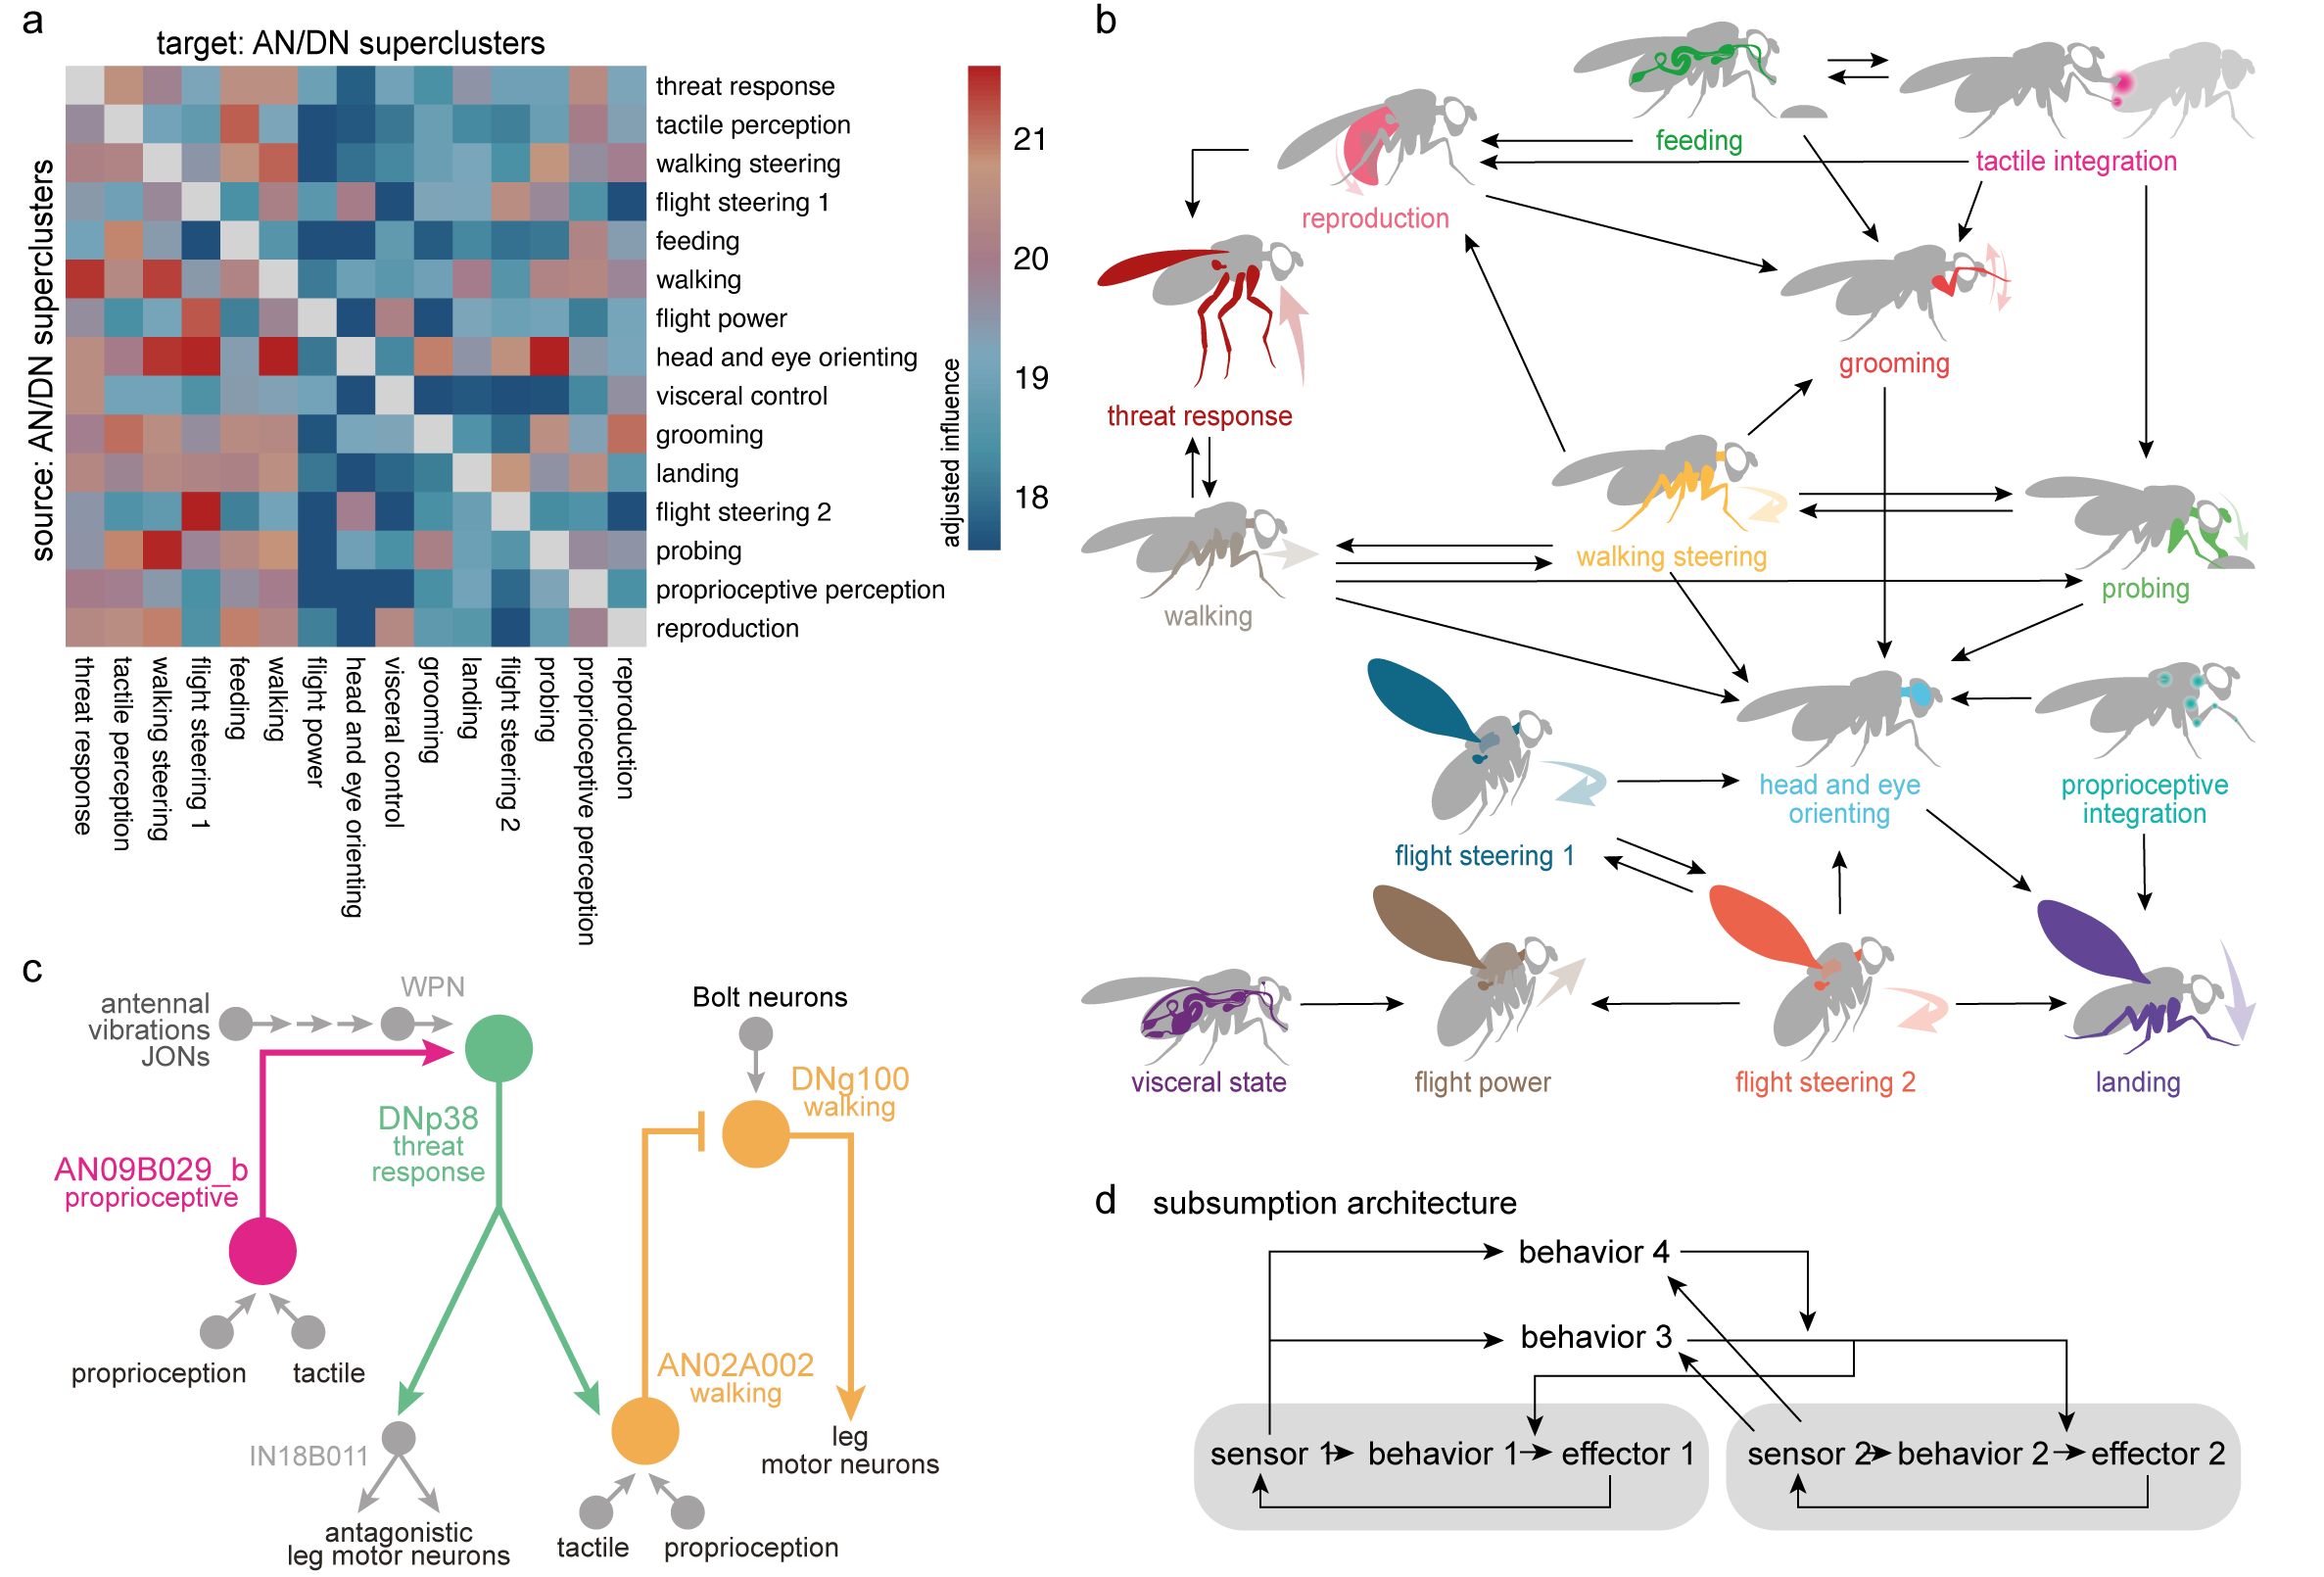 a
target: AN/DN superclusters
source: AN/DN superclusters
threat response
tactile perception
walking steering
flight steering 1
feeding
walking
flight power
head and eye orienting
visceral control
grooming
landing
flight steering 2
probing
proprioceptive perception
reproduction
threat response
tactile perception
walking steering
flight steering 1
feeding
walking
flight power
head and eye orienting
visceral control
grooming
landing
flight steering 2
probing
proprioceptive perception
reproduction
adjusted influence
21
20
19
18
b
feeding
tactile integration
reproduction
grooming
threat response
walking steering
probing
walking
head and eye
orienting
proprioceptive
integration
flight steering 1
visceral state
flight power
flight steering 2
landing
c
antennal
vibrations
JONs
WPN
Bolt neurons
DNg100
walking
DNp38
threat
response
AN09B029_b
proprioceptive
proprioception
tactile
AN02A002
walking
leg
motor neurons
IN18B011
antagonistic
leg motor neurons
tactile
proprioception
d
subsumption architecture
behavior 4
behavior 3
sensor 1
behavior 1
effector 1
sensor 2
behavior 2
effector 2